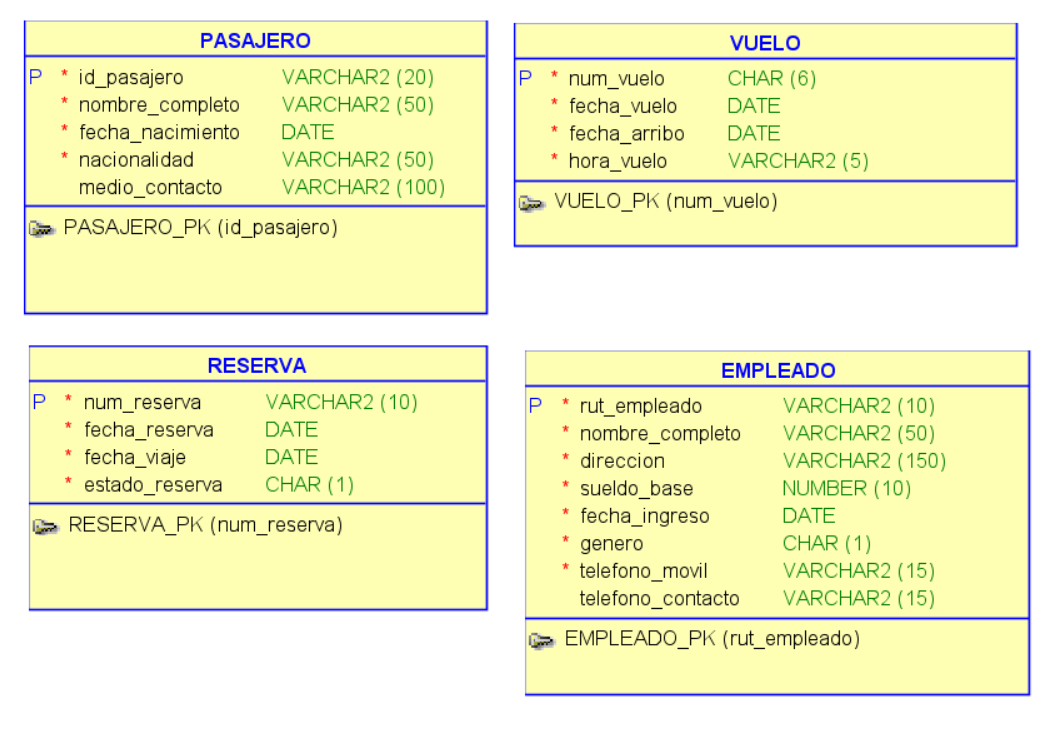 PASAJERO
P * id_pasajero VARCHAR2 (20)
* nombre_completo VARCHAR2 (50)
* fecha_nacimiento DATE
* nacionalidad VARCHAR2 (50)
medio_contacto VARCHAR2 (100)
PASAJERO_PK (id_pasajero)
VUELO
P * num_vuelo CHAR (6)
* fecha_vuelo DATE
* fecha_arribo DATE
* hora_vuelo VARCHAR2 (5)
VUELO_PK (num_vuelo)
RESERVA
P * num_reserva VARCHAR2 (10)
* fecha_reserva DATE
* fecha_viaje DATE
* estado_reserva CHAR (1)
RESERVA_PK (num_reserva)
EMPLEADO
P * rut_empleado VARCHAR2 (10)
* nombre_completo VARCHAR2 (50)
* direccion VARCHAR2 (150)
* sueldo_base NUMBER (10)
* fecha_ingreso DATE
* genero CHAR (1)
* telefono_movil VARCHAR2 (15)
telefono_contacto VARCHAR2 (15)
EMPLEADO_PK (rut_empleado)